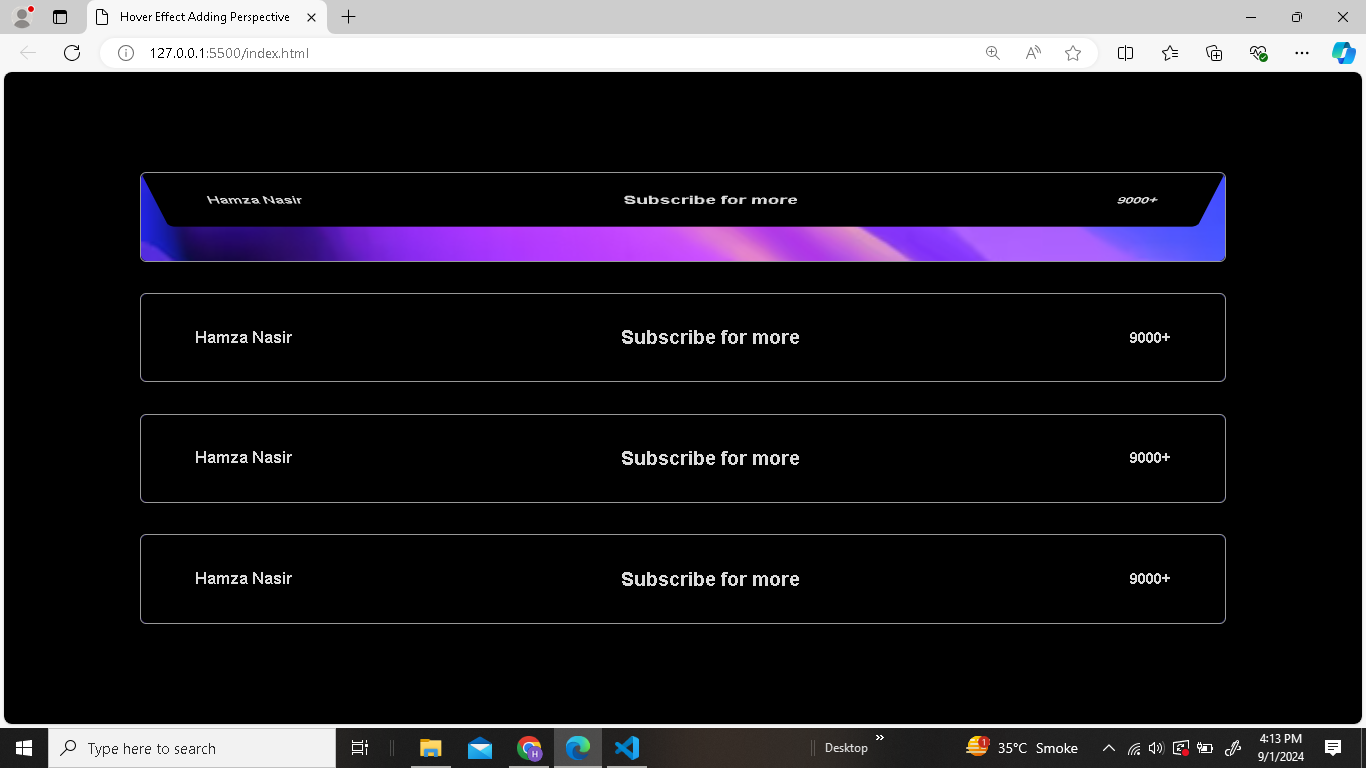 Hover Effect Adding Perspective
127.0.0.1:5500/index.html
Hamza Nasir Subscribe for more 9000+
Hamza Nasir Subscribe for more 9000+
Hamza Nasir Subscribe for more 9000+
Hamza Nasir Subscribe for more 9000+
Type here to search H Desktop 1 35°C Smoke 4:13 PM
9/1/2024